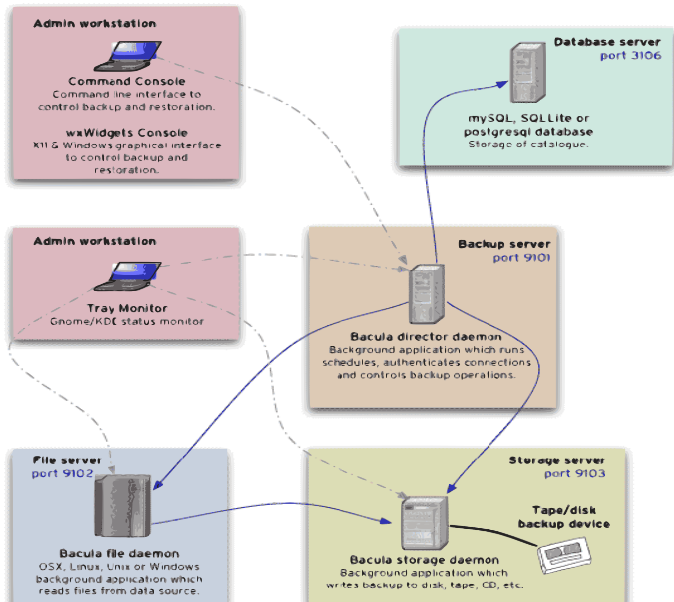 Admin workstation
Command Console
Command line interface to
control backup and restoration.
wxWidgets Console
X11 & Windows graphical interface
to control backup and
restoration.
Database server
port 3106
mySQL, SQLLite or
postgresql database
Storage of catalogue.
Admin workstation
Tray Monitor
Gnome/KDE status monitor
Backup server
port 9101
Bacula director daemon
Background application which runs
schedules, authenticates connections
and controls backup operations.
File server
port 9102
Bacula file daemon
OSX, Linux, Unix or Windows
background application which
reads files from data source.
Storage server
port 9103
Tape/disk
backup device
Bacula storage daemon
Background application which
writes backup to disk, tape, CD, etc.